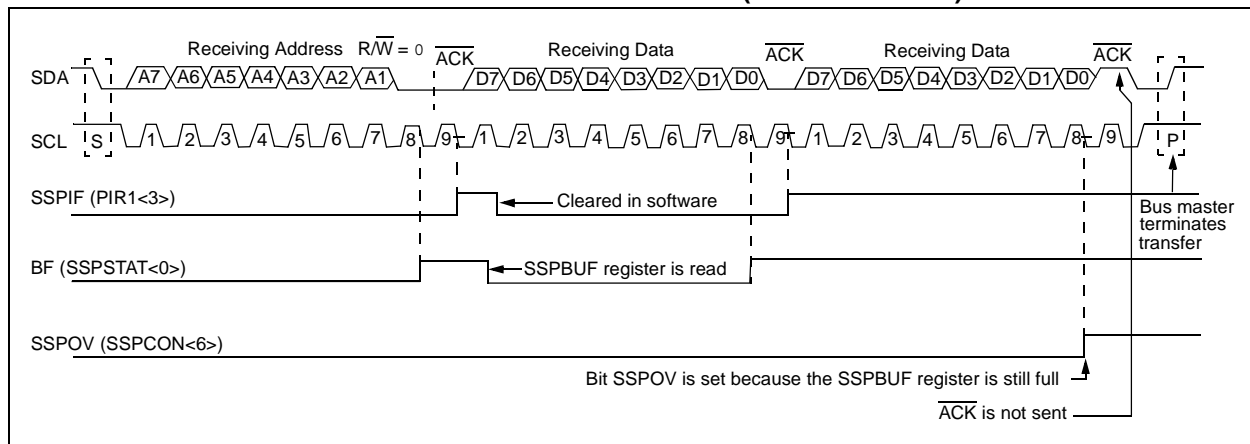 Receiving Address R/W = 0 ACK Receiving Data ACK Receiving Data ACK
SDA A7 A6 A5 A4 A3 A2 A1 D7 D6 D5 D4 D3 D2 D1 D0 D7 D6 D5 D4 D3 D2 D1 D0
SCL S 1 2 3 4 5 6 7 8 9 1 2 3 4 5 6 7 8 9 1 2 3 4 5 6 7 8 9 P
SSPIF (PIR1<3>)
Cleared in software
Bus master
terminates
transfer
BF (SSPSTAT<0>)
SSPBUF register is read
SSPOV (SSPCON<6>)
Bit SSPOV is set because the SSPBUF register is still full
ACK is not sent